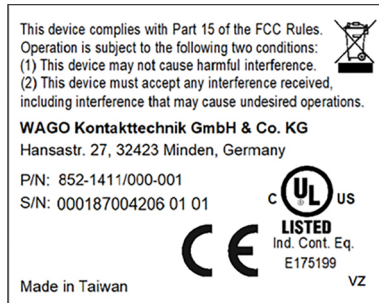 This device complies with Part 15 of the FCC Rules.
Operation is subject to the following two conditions:
(1) This device may not cause harmful interference.
(2) This device must accept any interference received,
including interference that may cause undesired operations.
WAGO Kontakttechnik GmbH & Co. KG
Hansastr. 27, 32423 Minden, Germany
P/N: 852-1411/000-001
S/N: 000187004206 01 01
C UL US
LISTED
CE
Ind. Cont. Eq.
E175199
Made in Taiwan
VZ